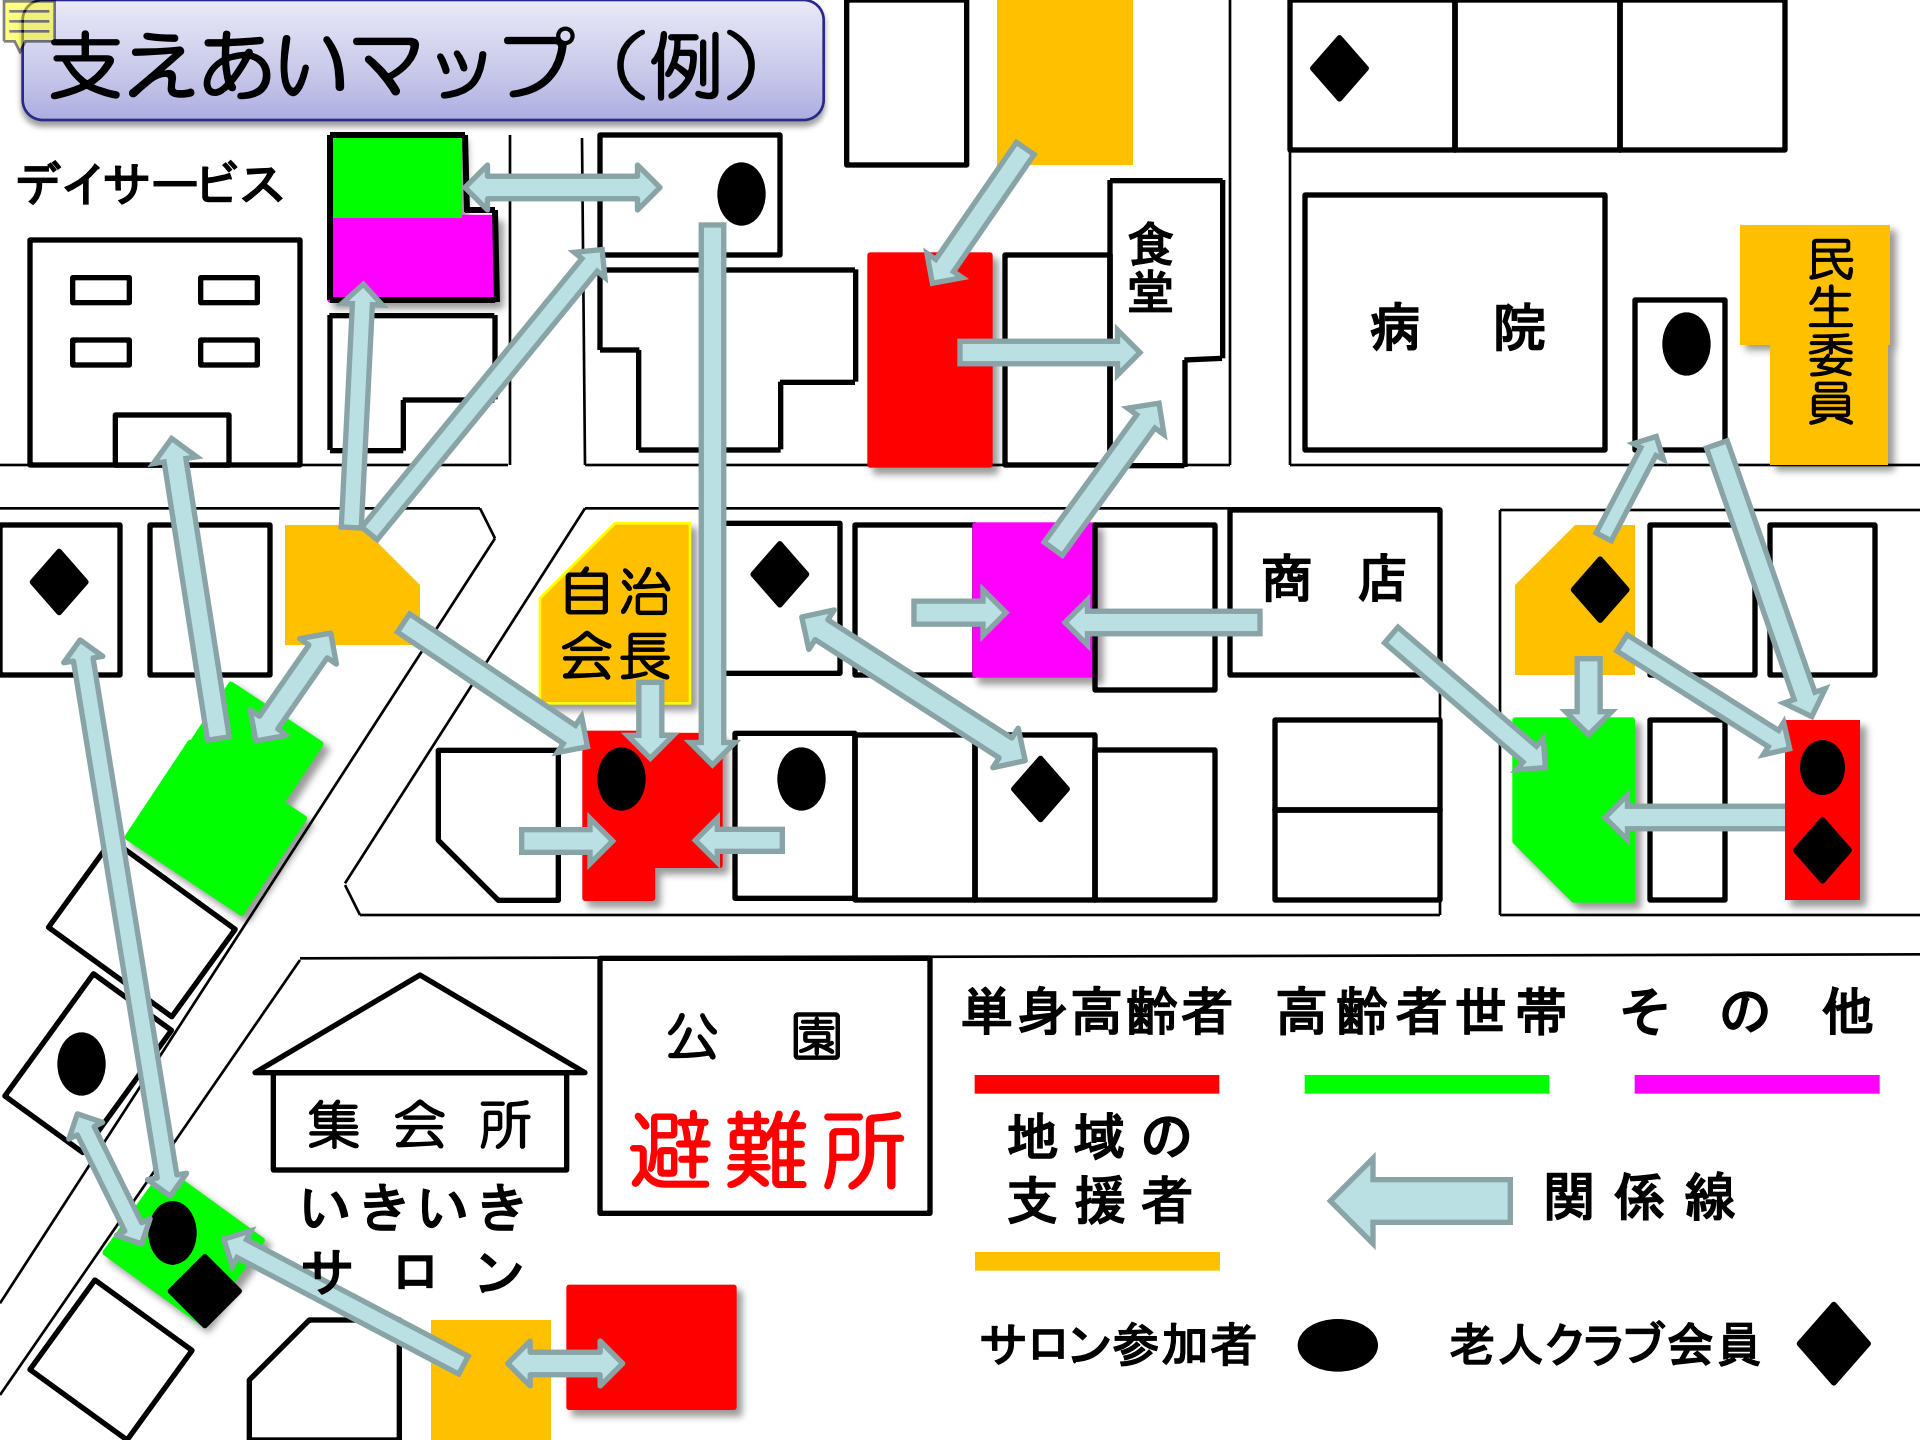 支えあいマップ（例）
デイサービス
食堂
病院
民生委員
自治
会長
商店
公園
避難所
集会所
いきいき
サロン
単身高齢者 高齢者世帯 その他
地域の
支援者
関係線
サロン参加者 老人クラブ会員